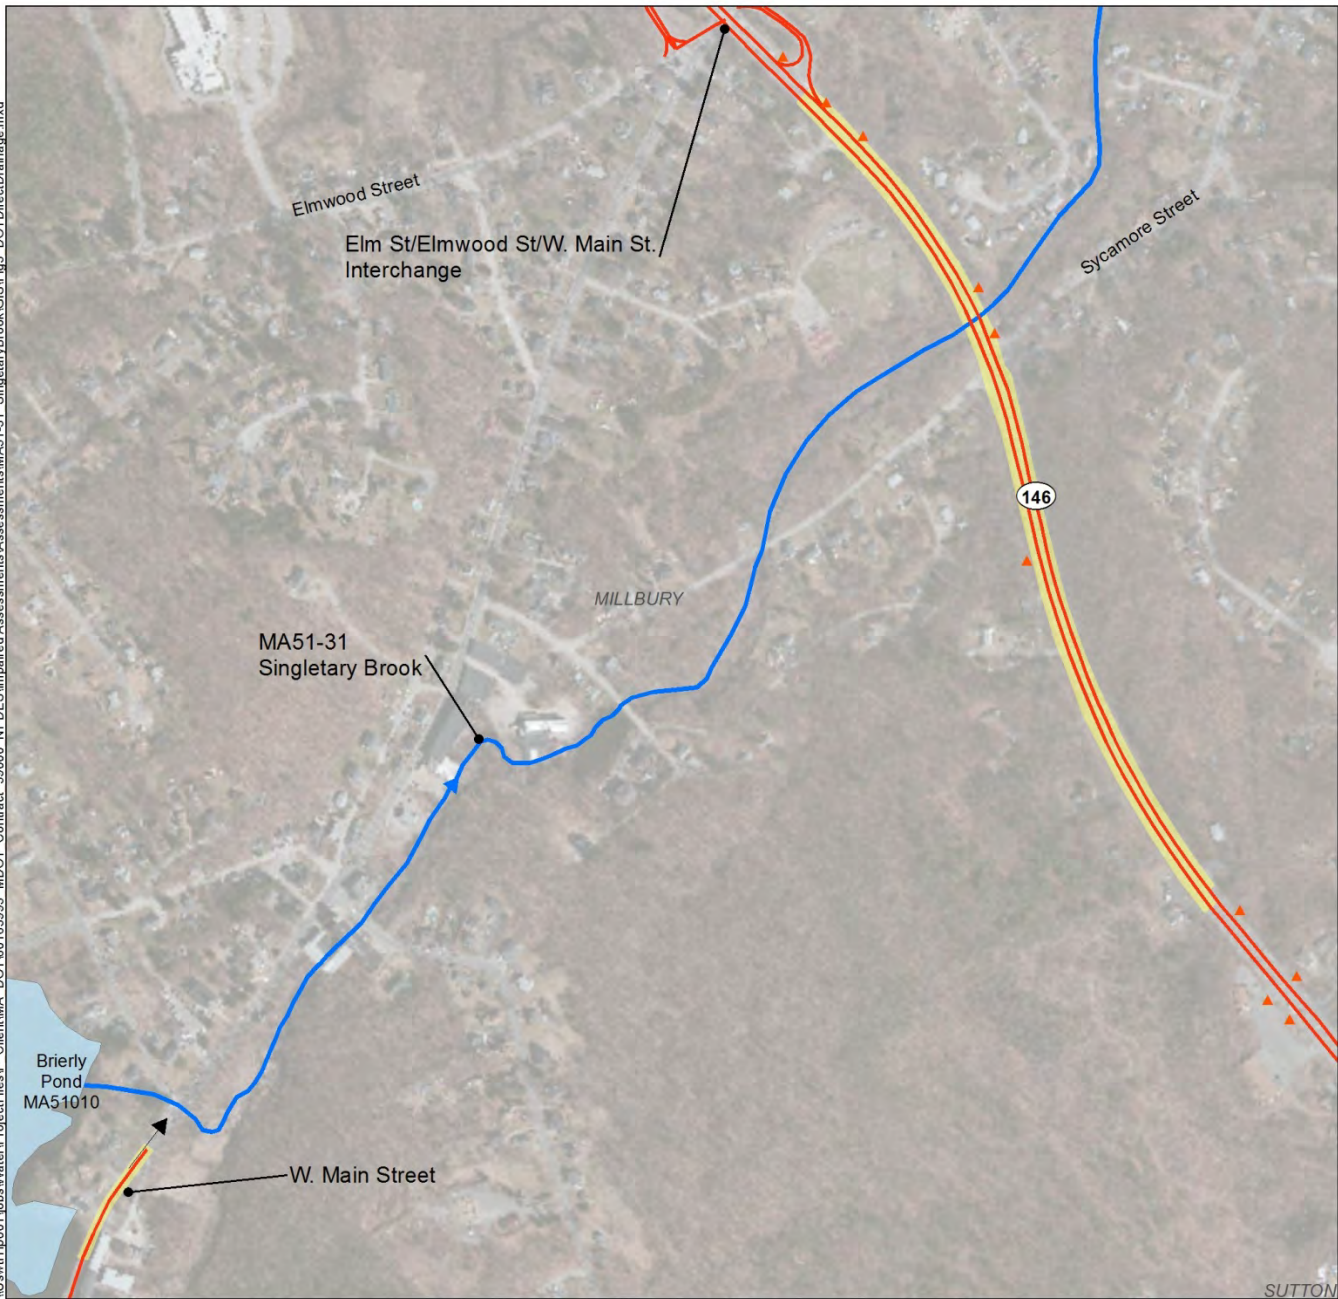 Elmwood Street
Elm St/Elmwood St/W. Main St.
Interchange
Sycamore Street
146
MILLBURY
MA51-31
Singletary Brook
Brierly
Pond
MA51010
W. Main Street
SUTTON